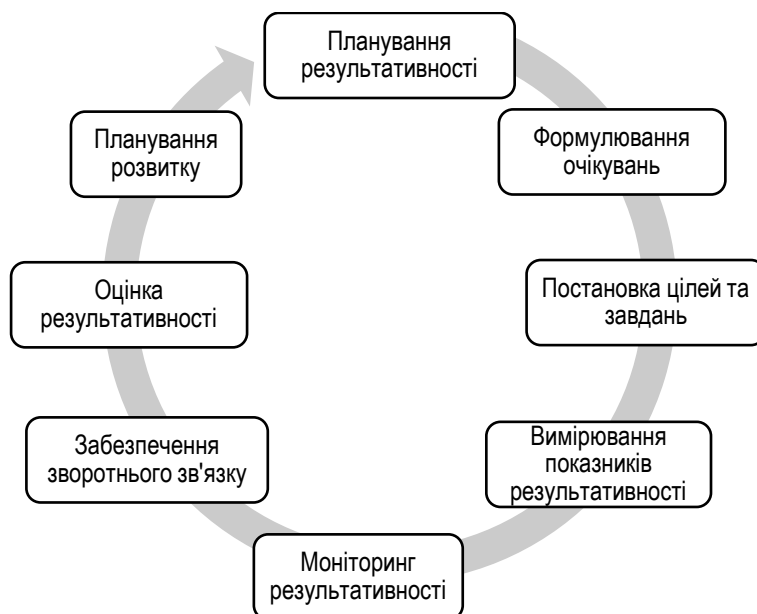 Планування
результативності
Формулювання
очікувань
Постановка цілей та
завдань
Вимірювання
показників
результативності
Моніторинг
результативності
Забезпечення
зворотнього зв'язку
Оцінка
результативності
Планування
розвитку